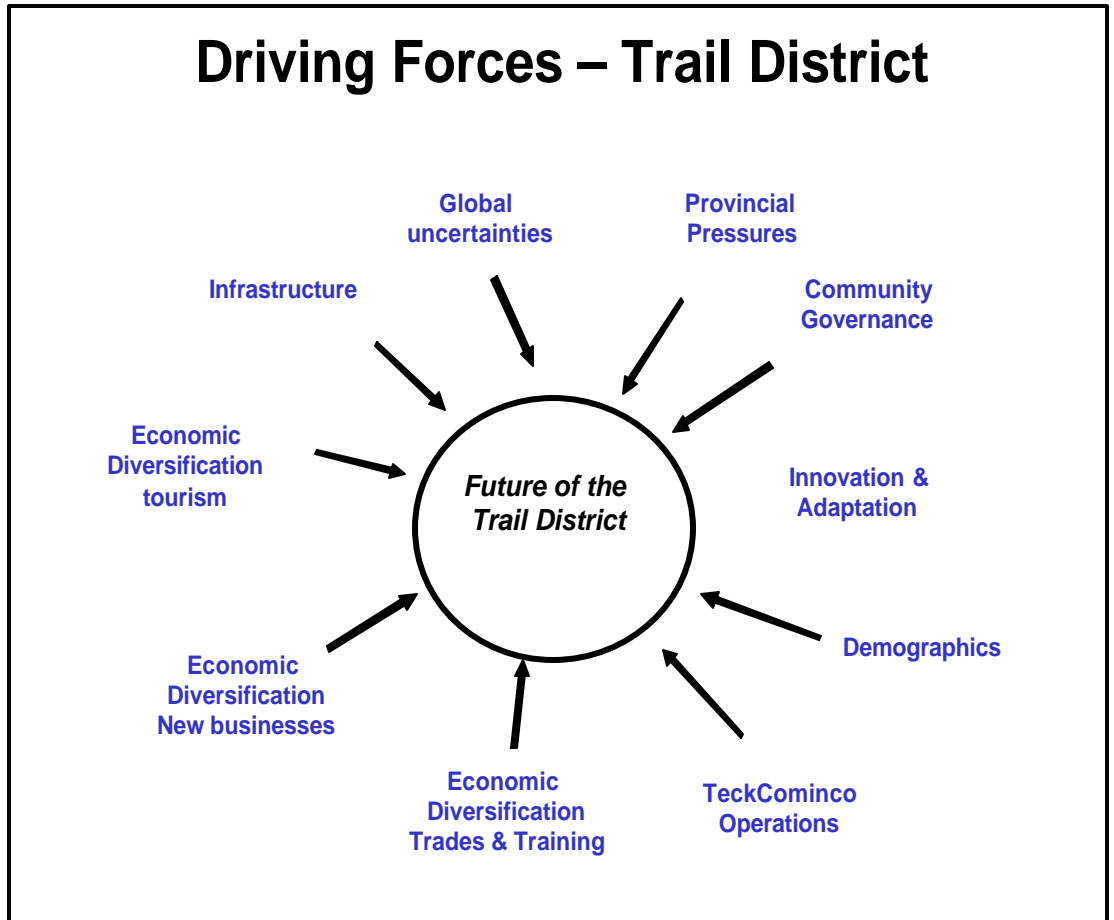 Driving Forces – Trail District
Global
uncertainties
Provincial
Pressures
Infrastructure
Community
Governance
Economic
Diversification
tourism
Future of the
Trail District
Innovation &
Adaptation
Economic
Diversification
New businesses
Demographics
Economic
Diversification
Trades & Training
TeckCominco
Operations